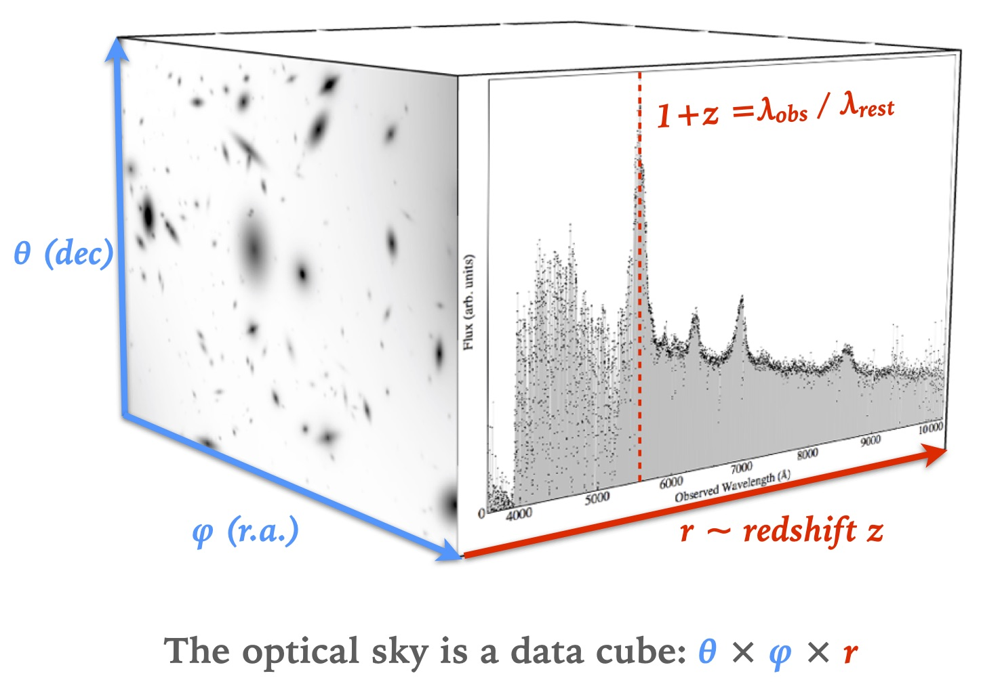 1+z =λobs / λrest
θ (dec)
Flux (arb. units)
0
4000
5000
6000
7000
8000
9000
10000
Observed Wavelength (Å)
φ (r.a.)
r ~ redshift z
The optical sky is a data cube: θ × φ × r